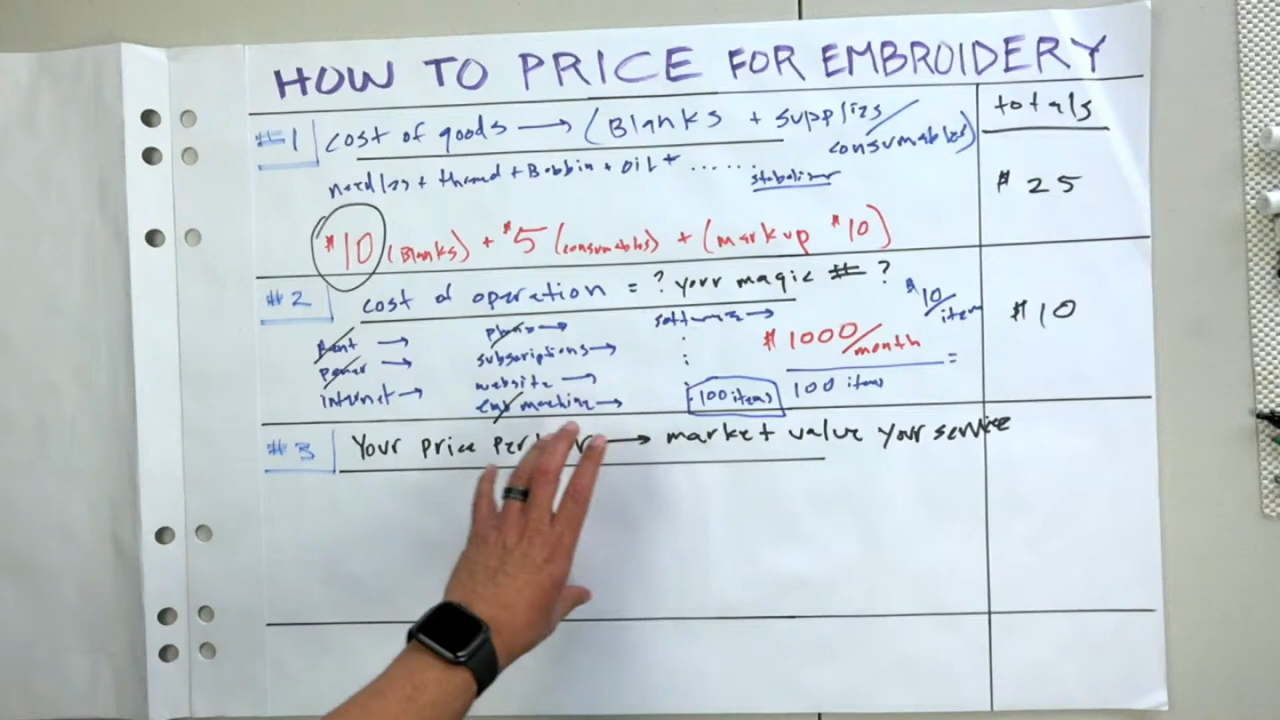 HOW TO PRICE FOR EMBROIDERY
totals
#1 cost of goods → (Blanks + supplies/consumables)
needles + thread + Bobbin + oil + ...... stabalizer
$10 (Blanks) + $5 (consumables) + (markup $10)
$25
#2 cost of operation = ? your magic # ?
$10/item
$10
Rent →
Power →
Internet →
phone →
subscriptions →
website →
emb machine →
software →
$1000/month
=
100 items
100 items
#3 Your price per → market value your service